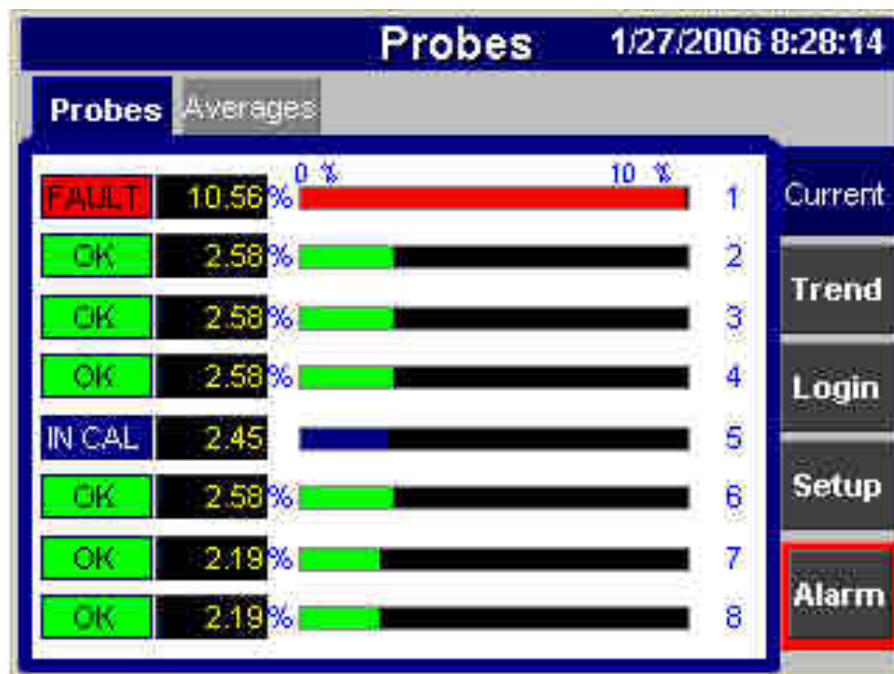 Probes 1/27/2006 8:28:14
Probes Averages
0 % 10 %
FAULT 10.56 % 1
OK 2.58 % 2
OK 2.58 % 3
OK 2.58 % 4
IN CAL 2.45 5
OK 2.58 % 6
OK 2.19 % 7
OK 2.19 % 8
Current
Trend
Login
Setup
Alarm